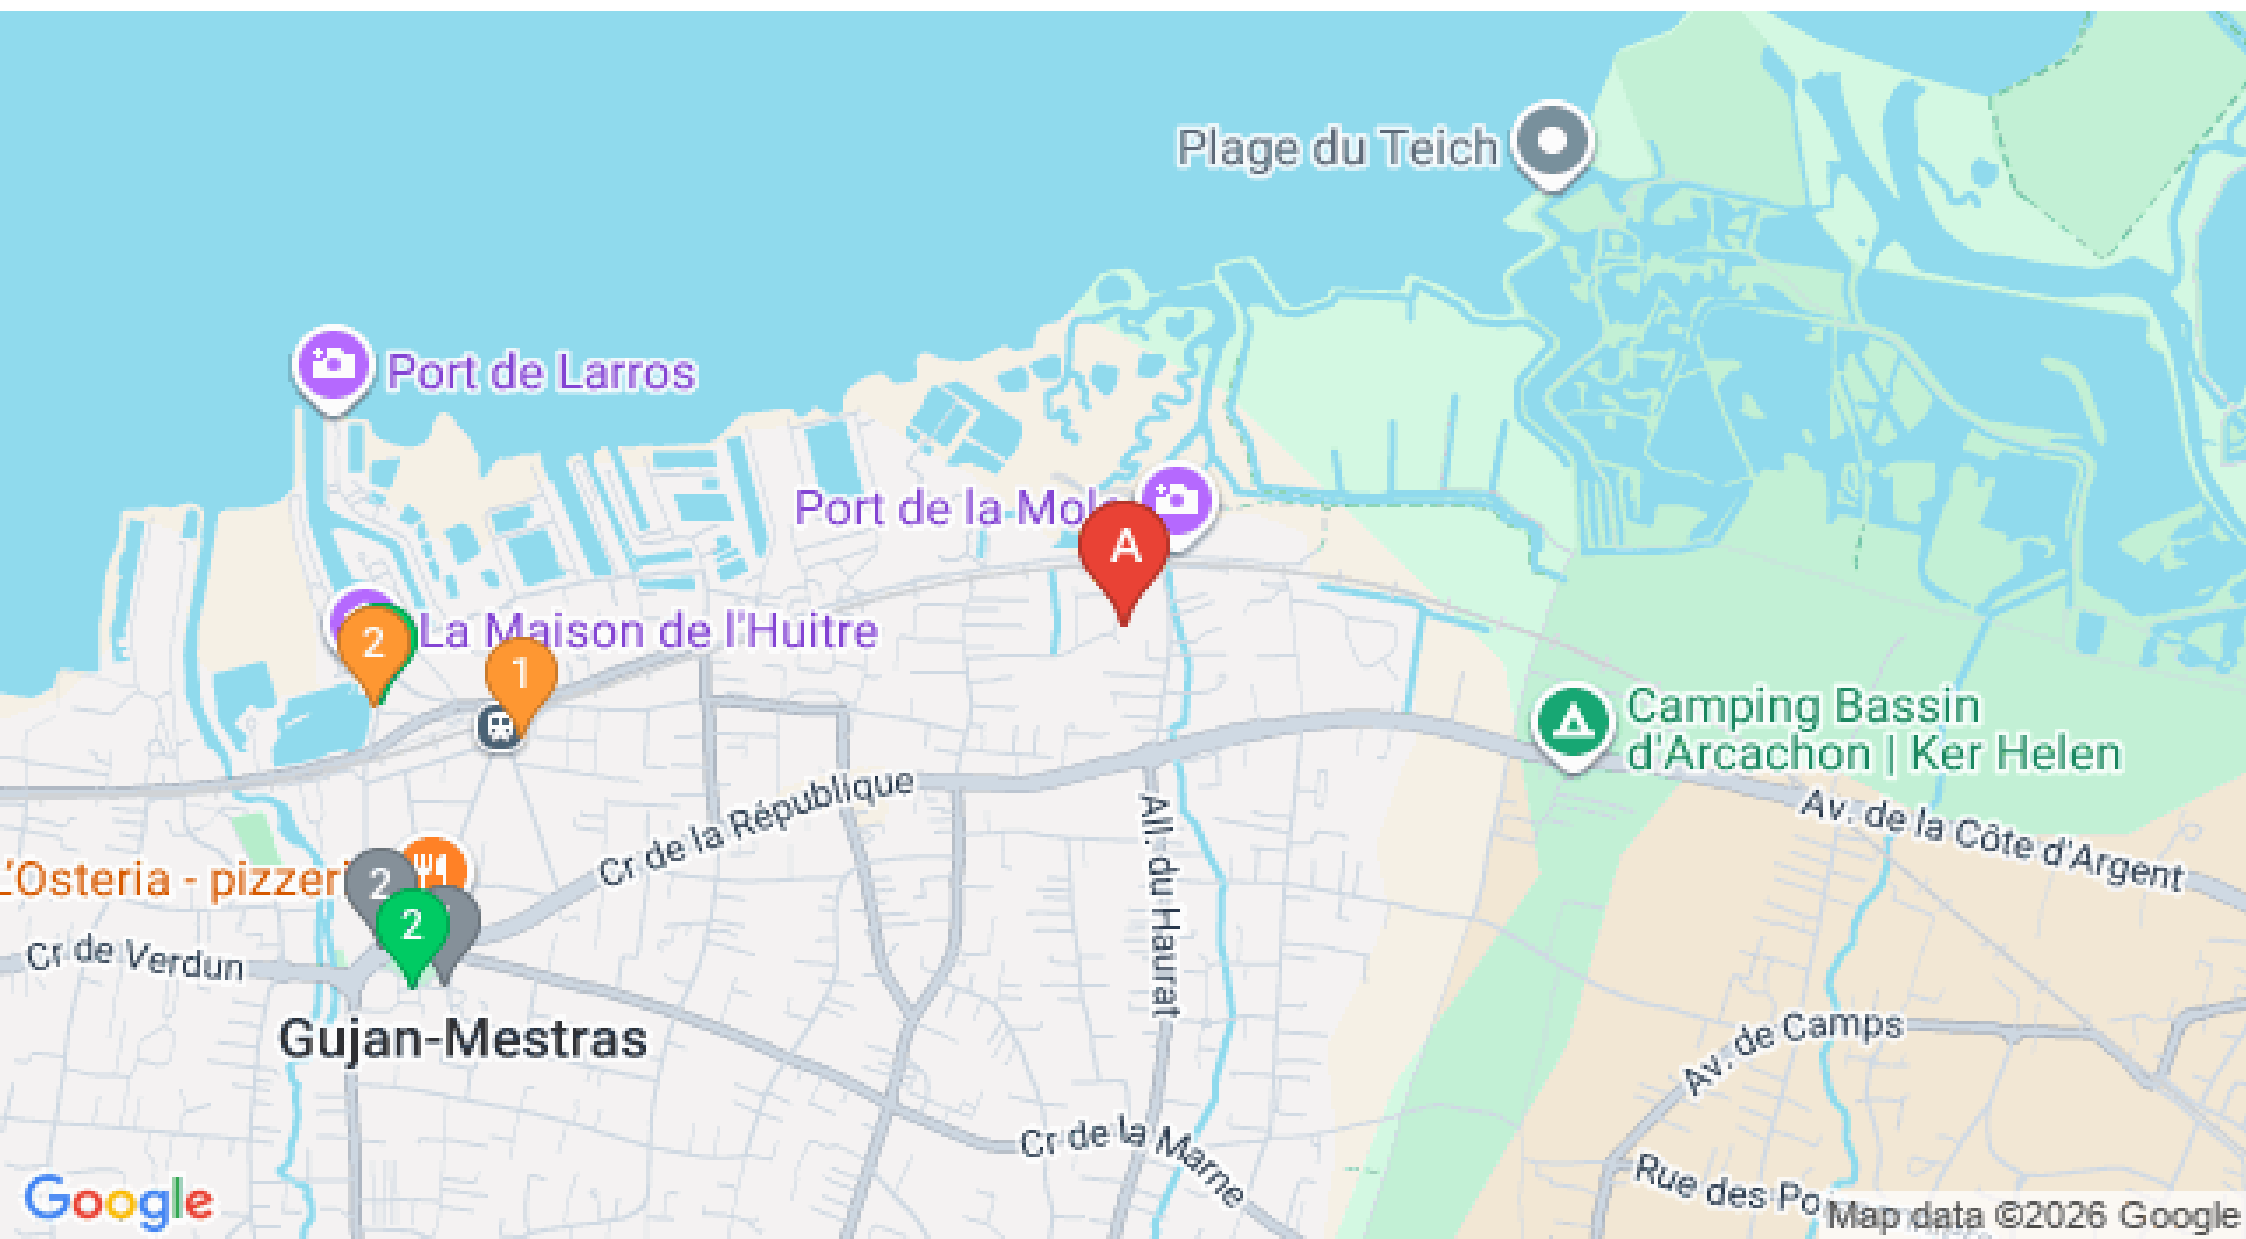 Plage du Teich
Port de Larros
Port de la Mole
A
La Maison de l'Huitre
2
1
Camping Bassin
d'Arcachon | Ker Helen
Cr de la République
Av. de la Côte d'Argent
All. du Haurat
L'Osteria - pizzeri
2
2
Cr de Verdun
Gujan-Mestras
Av. de Camps
Cr de la Marne
Rue des Po
Google
Map data ©2026 Google